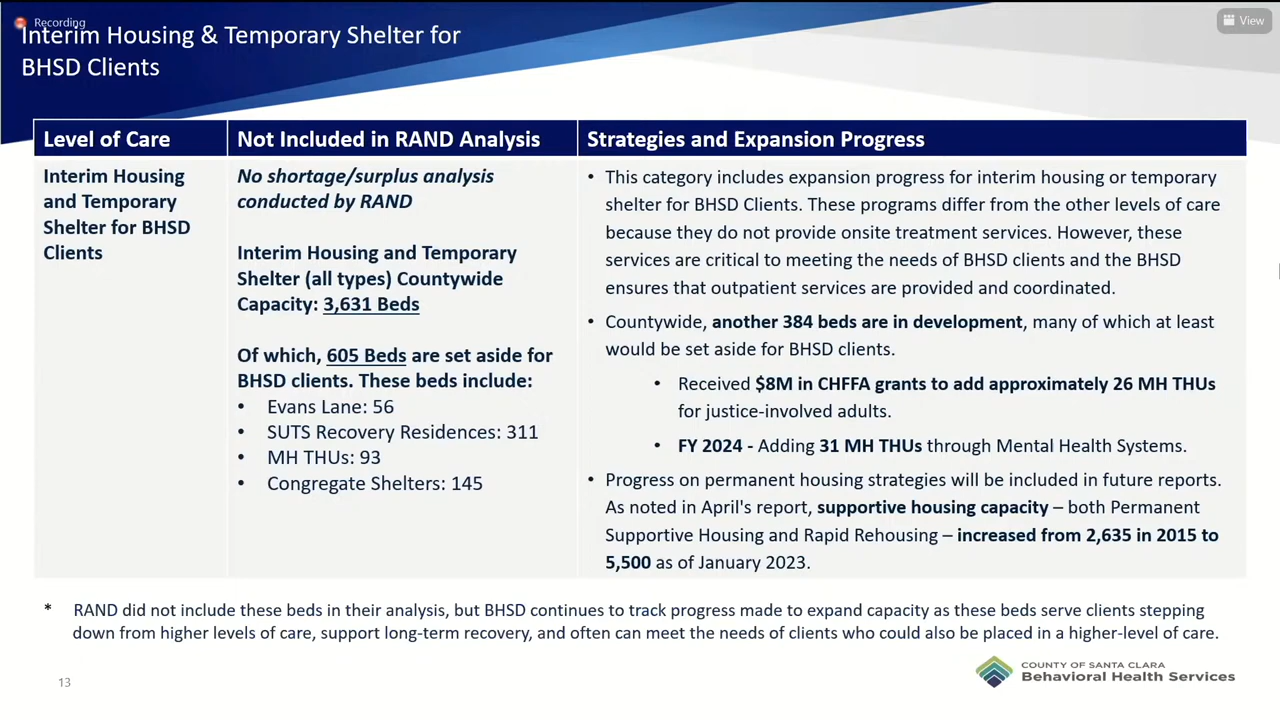 Recording
View
Interim Housing & Temporary Shelter for
BHSD Clients
Level of Care
Not Included in RAND Analysis
Strategies and Expansion Progress
Interim Housing
and Temporary
Shelter for BHSD
Clients
No shortage/surplus analysis
conducted by RAND
Interim Housing and Temporary
Shelter (all types) Countywide
Capacity: 3,631 Beds
Of which, 605 Beds are set aside for
BHSD clients. These beds include:
• Evans Lane: 56
• SUTS Recovery Residences: 311
• MH THUs: 93
• Congregate Shelters: 145
• This category includes expansion progress for interim housing or temporary
shelter for BHSD Clients. These programs differ from the other levels of care
because they do not provide onsite treatment services. However, these
services are critical to meeting the needs of BHSD clients and the BHSD
ensures that outpatient services are provided and coordinated.
• Countywide, another 384 beds are in development, many of which at least
would be set aside for BHSD clients.
• Received $8M in CHFFA grants to add approximately 26 MH THUs
for justice-involved adults.
• FY 2024 - Adding 31 MH THUs through Mental Health Systems.
• Progress on permanent housing strategies will be included in future reports.
As noted in April's report, supportive housing capacity – both Permanent
Supportive Housing and Rapid Rehousing – increased from 2,635 in 2015 to
5,500 as of January 2023.
* RAND did not include these beds in their analysis, but BHSD continues to track progress made to expand capacity as these beds serve clients stepping
down from higher levels of care, support long-term recovery, and often can meet the needs of clients who could also be placed in a higher-level of care.
13
COUNTY OF SANTA CLARA
Behavioral Health Services